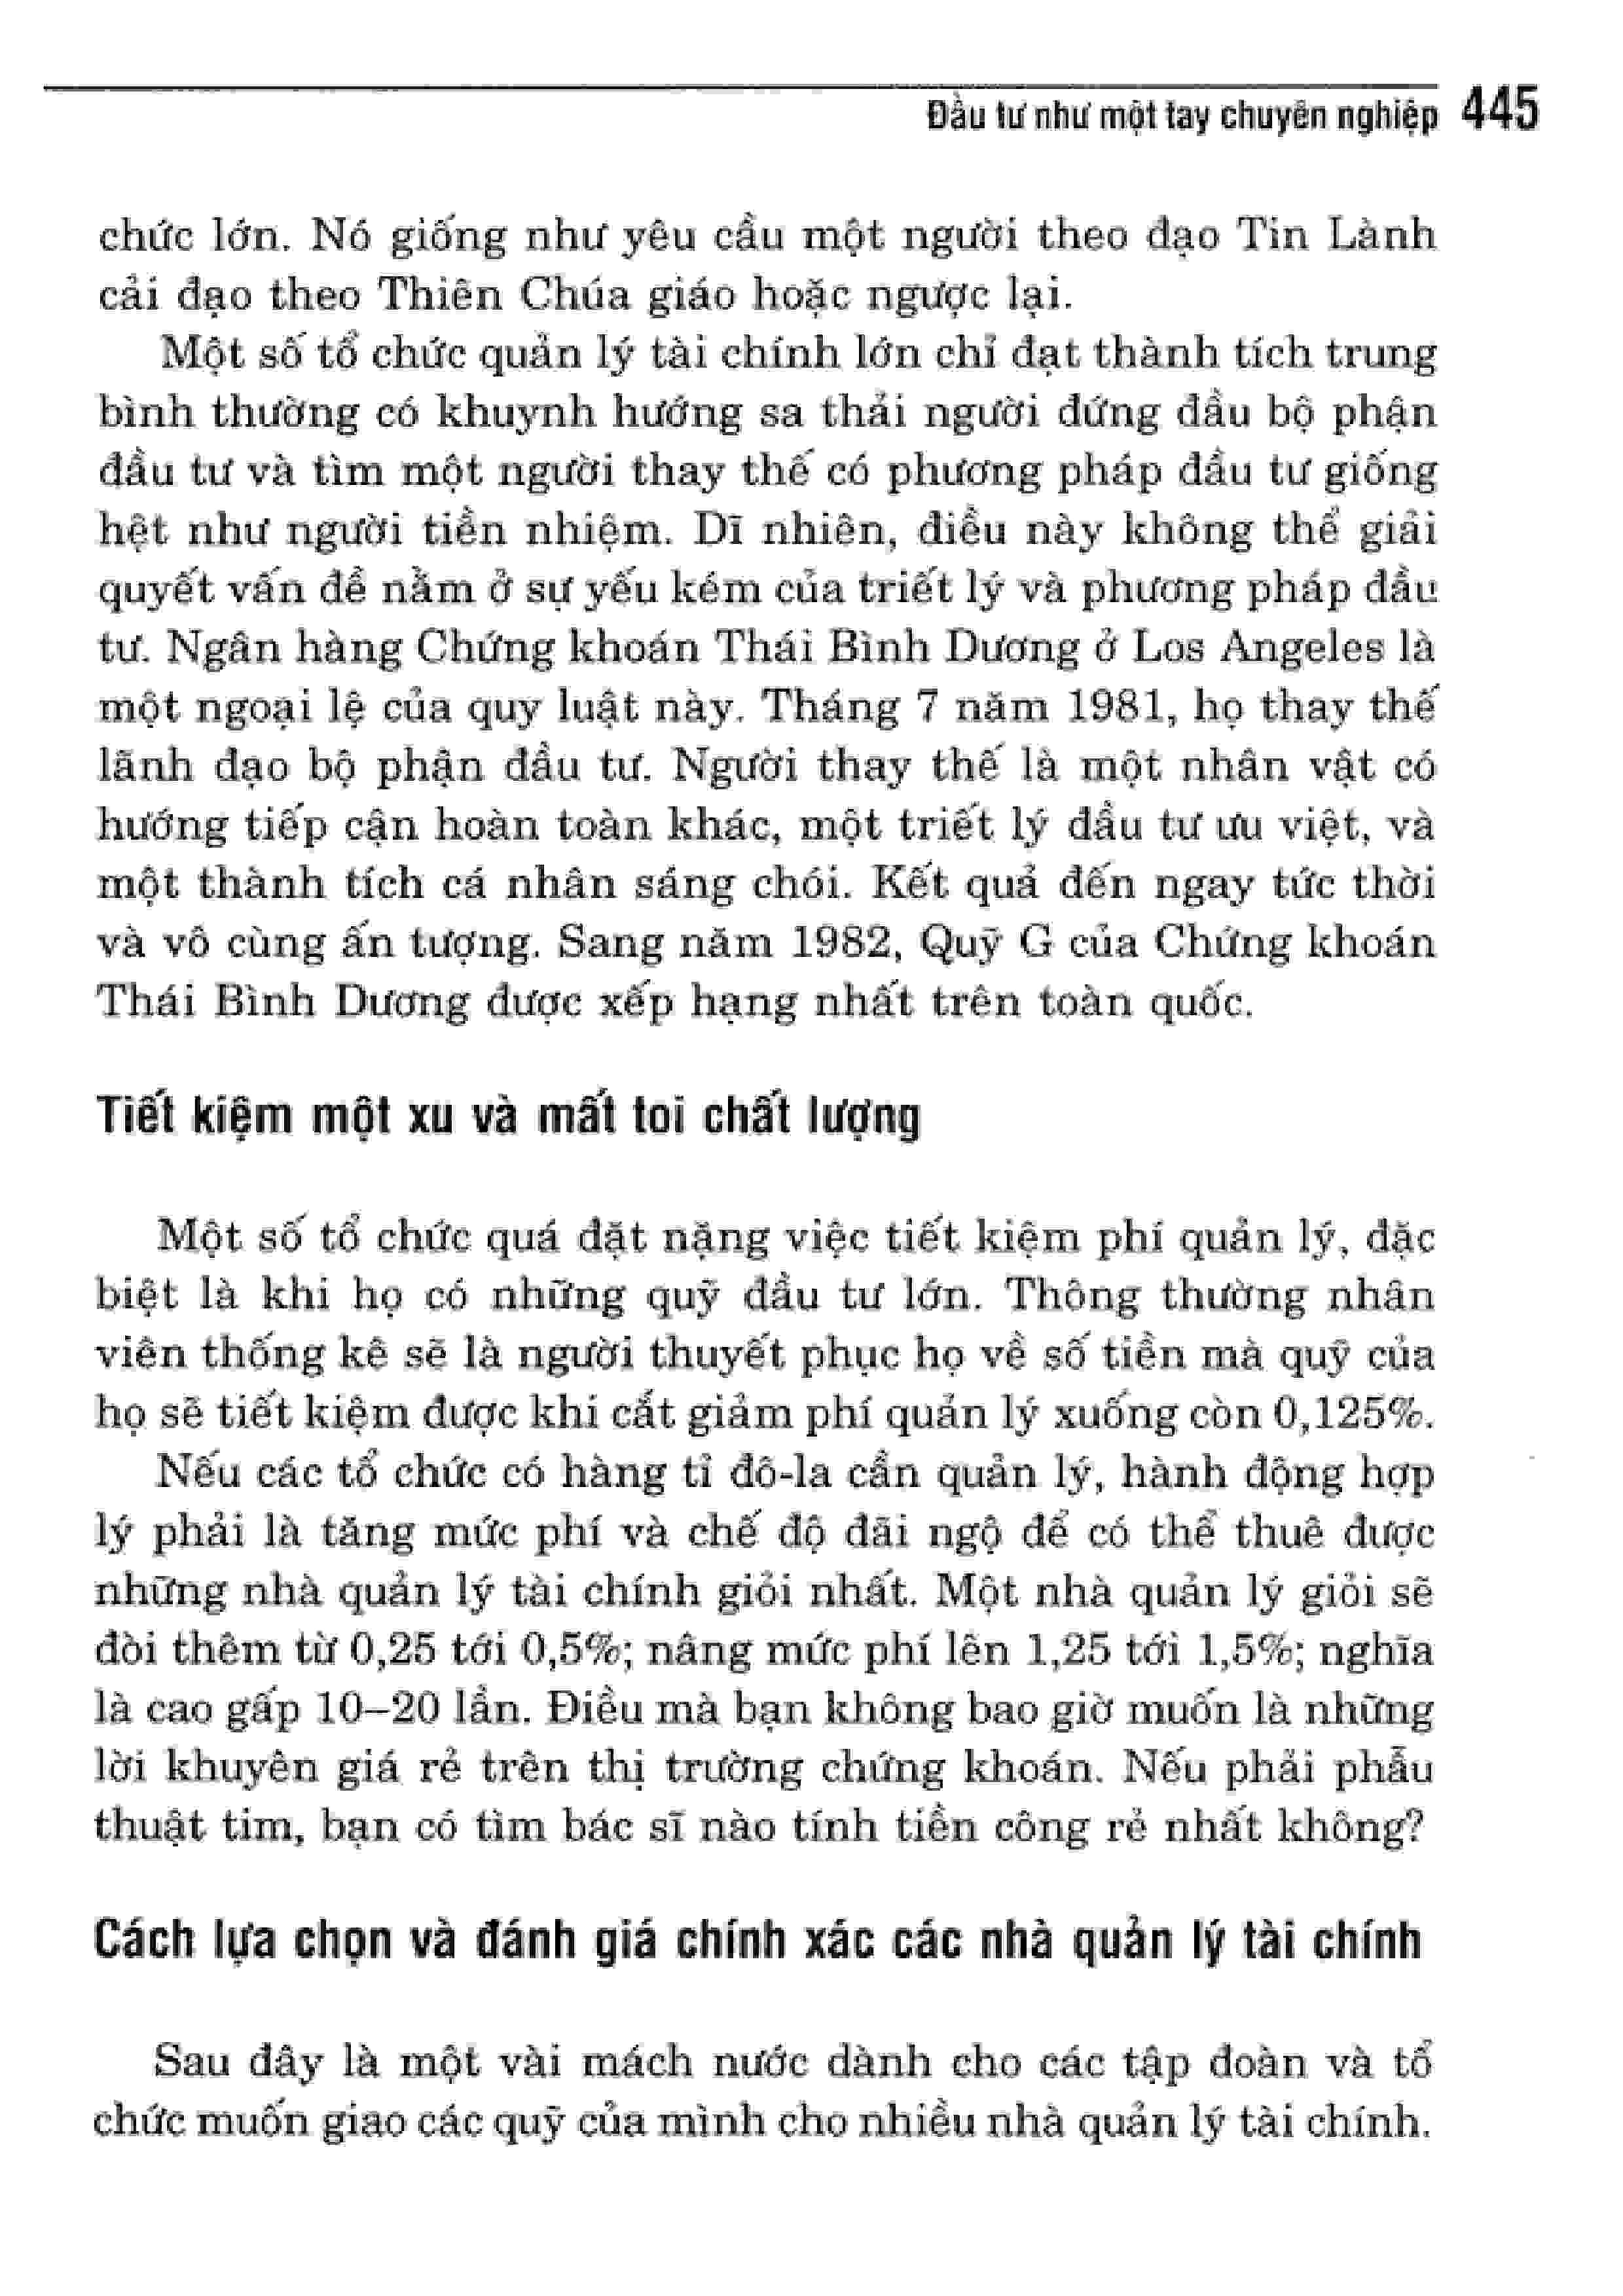 Đầu tư như một tay chuyên nghiệp 445
chức lớn. Nó giống như yêu cầu một người theo đạo Tin Lành
cải đạo theo Thiên Chúa giáo hoặc ngược lại.
Một số tổ chức quản lý tài chính lớn chỉ đạt thành tích trung
bình thường có khuynh hướng sa thải người đứng đầu bộ phận
đầu tư và tìm một người thay thế có phương pháp đầu tư giống
hệt như người tiền nhiệm. Dĩ nhiên, điều này không thể giải
quyết vấn đề nằm ở sự yếu kém của triết lý và phương pháp đầu
tư. Ngân hàng Chứng khoán Thái Bình Dương ở Los Angeles là
một ngoại lệ của quy luật này. Tháng 7 năm 1981, họ thay thế
lãnh đạo bộ phận đầu tư. Người thay thế là một nhân vật có
hướng tiếp cận hoàn toàn khác, một triết lý đầu tư ưu việt, và
một thành tích cá nhân sáng chói. Kết quả đến ngay tức thời
và vô cùng ấn tượng. Sang năm 1982, Quỹ G của Chứng khoán
Thái Bình Dương được xếp hạng nhất trên toàn quốc.
Tiết kiệm một xu và mất toi chất lượng
Một số tổ chức quá đặt nặng việc tiết kiệm phí quản lý, đặc
biệt là khi họ có những quỹ đầu tư lớn. Thông thường nhân
viên thống kê sẽ là người thuyết phục họ về số tiền mà quỹ của
họ sẽ tiết kiệm được khi cắt giảm phí quản lý xuống còn 0,125%.
Nếu các tổ chức có hàng tỉ đô-la cần quản lý, hành động hợp
lý phải là tăng mức phí và chế độ đãi ngộ để có thể thuê được
những nhà quản lý tài chính giỏi nhất. Một nhà quản lý giỏi sẽ
đòi thêm từ 0,25 tới 0,5%; nâng mức phí lên 1,25 tới 1,5%; nghĩa
là cao gấp 10–20 lần. Điều mà bạn không bao giờ muốn là những
lời khuyên giá rẻ trên thị trường chứng khoán. Nếu phải phẫu
thuật tim, bạn có tìm bác sĩ nào tính tiền công rẻ nhất không?
Cách lựa chọn và đánh giá chính xác các nhà quản lý tài chính
Sau đây là một vài mách nước dành cho các tập đoàn và tổ
chức muốn giao các quỹ của mình cho nhiều nhà quản lý tài chính.